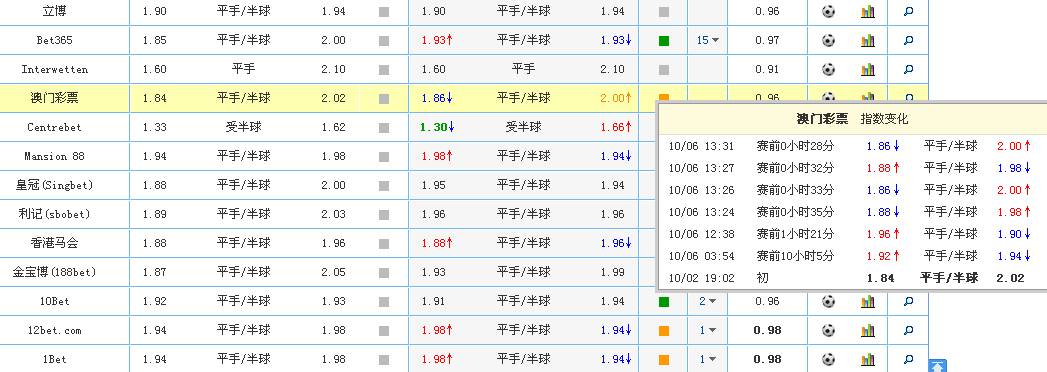 立博 1.90 平手/半球 1.94 1.90 平手/半球 1.94 0.96
Bet365 1.85 平手/半球 2.00 1.93↑ 平手/半球 1.93↓ 15 0.97
Interwetten 1.60 平手 2.10 1.60 平手 2.10 0.91
澳门彩票 1.84 平手/半球 2.02 1.86↓ 平手/半球 2.00↑ 0.96
Centrebet 1.33 受半球 1.62 1.30↓ 受半球 1.66↑
Mansion 88 1.94 平手/半球 1.98 1.98↑ 平手/半球 1.94↓
皇冠(Singbet) 1.88 平手/半球 2.00 1.95 平手/半球 1.94
利记(sbobet) 1.89 平手/半球 2.03 1.96 平手/半球 1.96
香港马会 1.88 平手/半球 1.96 1.88↑ 平手/半球 1.96↓
金宝博(188bet) 1.87 平手/半球 2.05 1.93 平手/半球 1.99
10Bet 1.92 平手/半球 1.93 1.91 平手/半球 1.94 2 0.96
12bet.com 1.94 平手/半球 1.98 1.98↑ 平手/半球 1.94↓ 1 0.98
1Bet 1.94 平手/半球 1.98 1.98↑ 平手/半球 1.94↓ 1 0.98
澳门彩票 指数变化
10/06 13:31 赛前0小时28分 1.86↓ 平手/半球 2.00↑
10/06 13:27 赛前0小时32分 1.88↑ 平手/半球 1.98↓
10/06 13:26 赛前0小时33分 1.86↓ 平手/半球 2.00↑
10/06 13:24 赛前0小时35分 1.88↓ 平手/半球 1.98↑
10/06 12:38 赛前1小时21分 1.96↑ 平手/半球 1.90↓
10/06 03:54 赛前10小时5分 1.92↑ 平手/半球 1.94↓
10/02 19:02 初 1.84 平手/半球 2.02